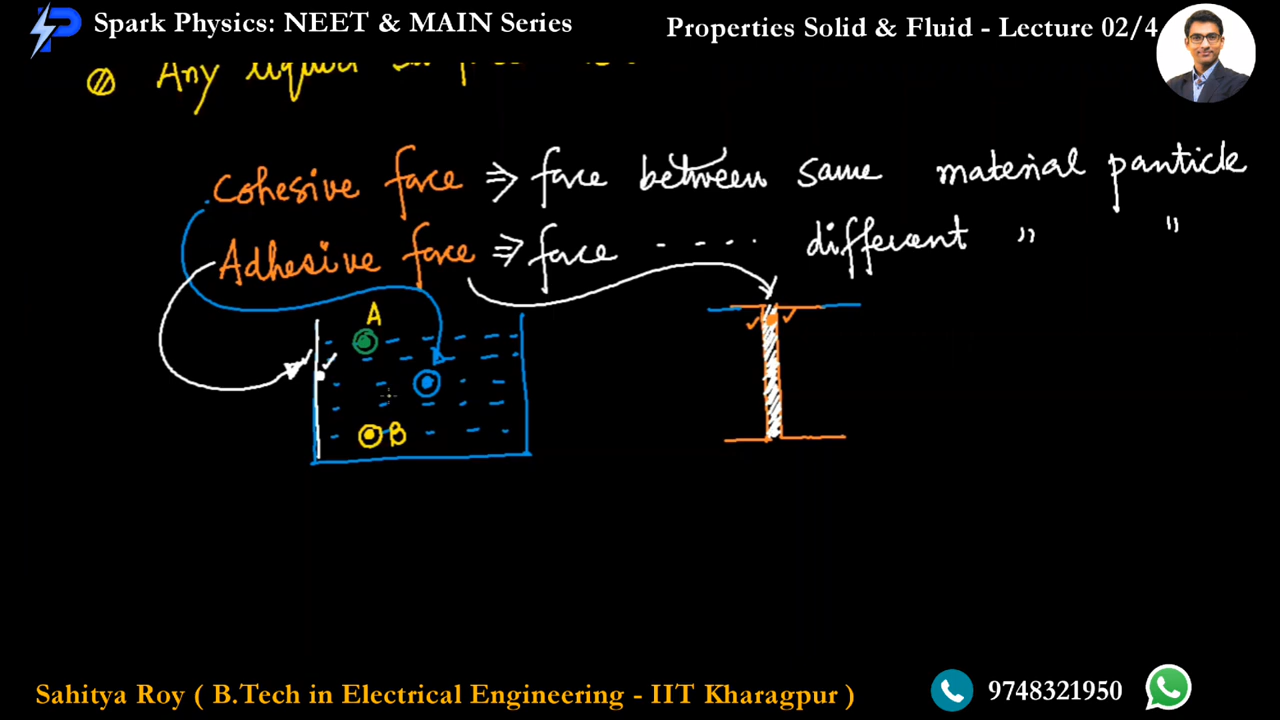 Spark Physics: NEET & MAIN Series
Properties Solid & Fluid - Lecture 02/4
Any liquid
Cohesive force ⇒ force between same material particle
Adhesive force ⇒ force - ---- different " "
A
B
Sahitya Roy ( B.Tech in Electrical Engineering - IIT Kharagpur )
9748321950